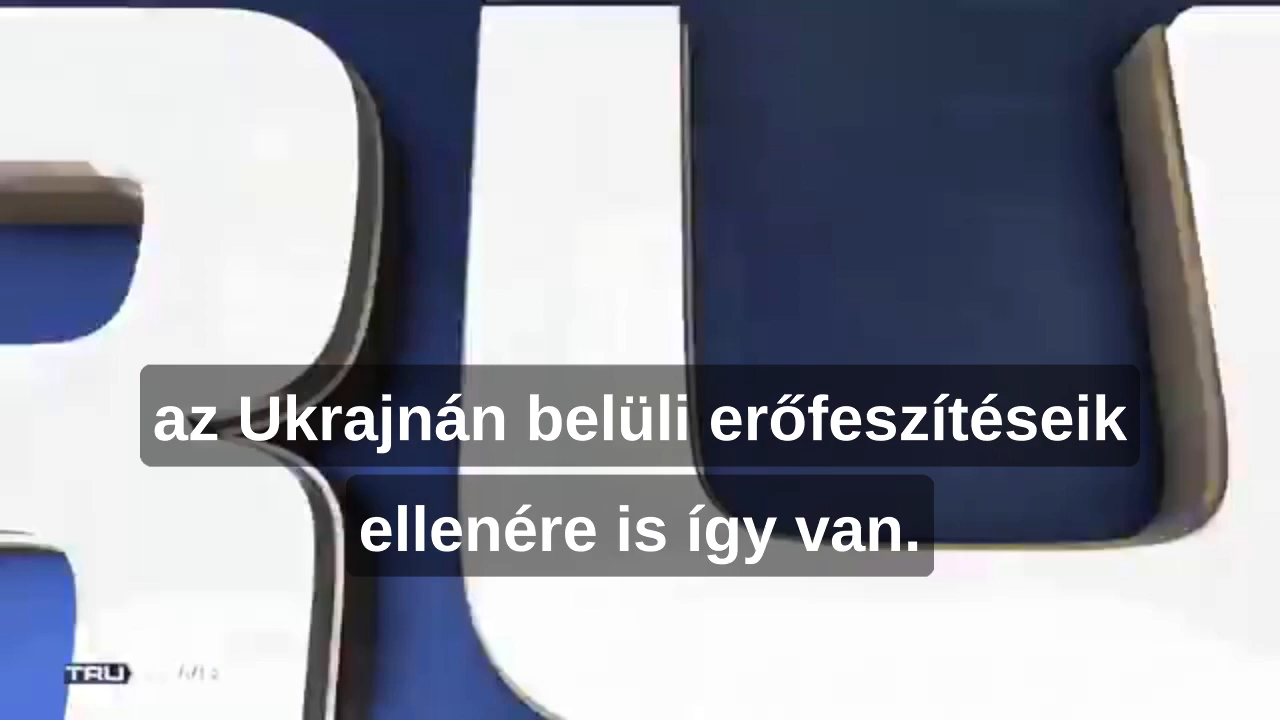 az Ukrajnán belüli erőfeszítéseik
ellenére is így van.
TRU